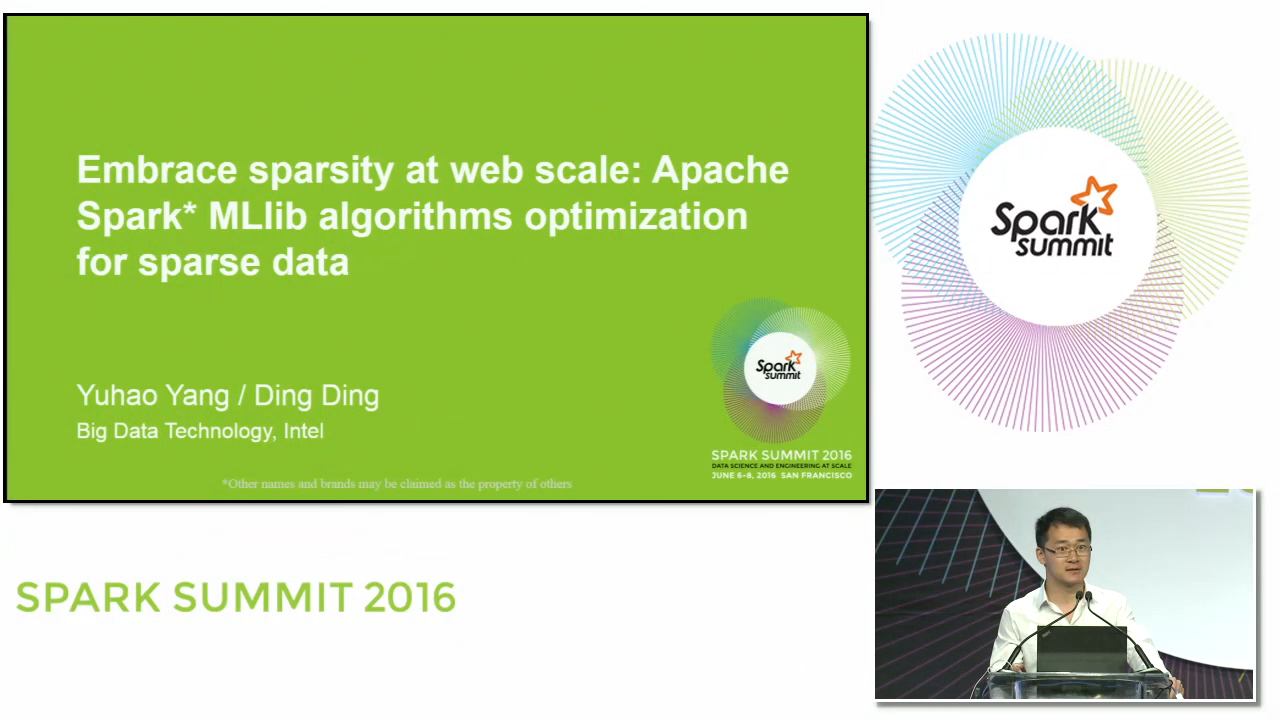 Embrace sparsity at web scale: Apache
Spark* MLlib algorithms optimization
for sparse data
Yuhao Yang / Ding Ding
Big Data Technology, Intel
*Other names and brands may be claimed as the property of others
Spark
summit
SPARK SUMMIT 2016
DATA SCIENCE AND ENGINEERING AT SCALE
JUNE 6-8, 2016 SAN FRANCISCO
Spark
summit
SPARK SUMMIT 2016